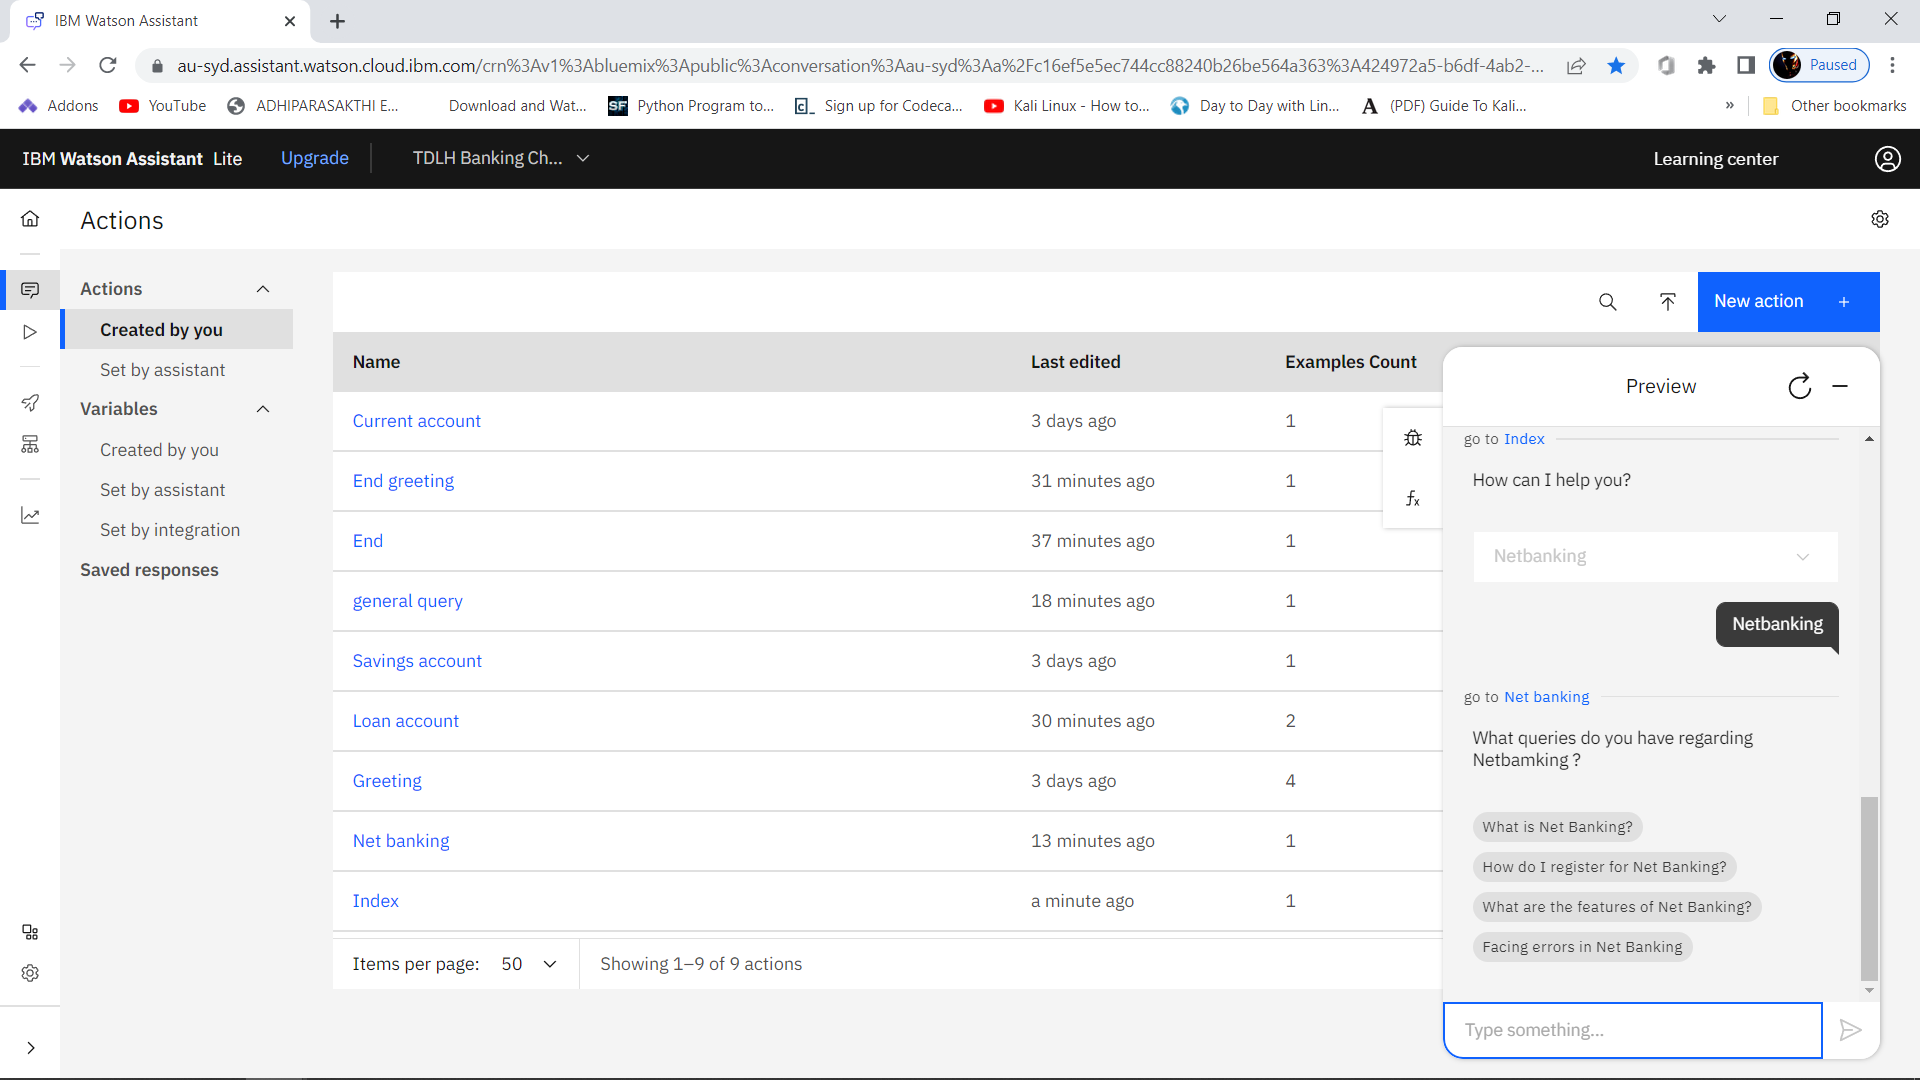 IBM Watson Assistant
au-syd.assistant.watson.cloud.ibm.com/crn%3Av1%3Abluemix%3Apublic%3Aconversation%3Aau-syd%3Aa%2Fc16ef5e5ec744cc88240b26be564a363%3A424972a5-b6df-4ab2-... Paused
Addons YouTube ADHIPARASAKTHI E... Download and Wat... SF Python Program to... Sign up for Codeca... Kali Linux - How to... Day to Day with Lin... A (PDF) Guide To Kali... » Other bookmarks
IBM Watson Assistant Lite Upgrade TDLH Banking Ch... Learning center
Actions
Actions
Created by you
Set by assistant
Variables
Created by you
Set by assistant
Set by integration
Saved responses
New action +
Name Last edited Examples Count
Current account 3 days ago 1
End greeting 31 minutes ago 1
End 37 minutes ago 1
general query 18 minutes ago 1
Savings account 3 days ago 1
Loan account 30 minutes ago 2
Greeting 3 days ago 4
Net banking 13 minutes ago 1
Index a minute ago 1
Items per page: 50 Showing 1–9 of 9 actions
Preview
fx
go to Index
How can I help you?
Netbanking
Netbanking
go to Net banking
What queries do you have regarding
Netbamking ?
What is Net Banking?
How do I register for Net Banking?
What are the features of Net Banking?
Facing errors in Net Banking
Type something...